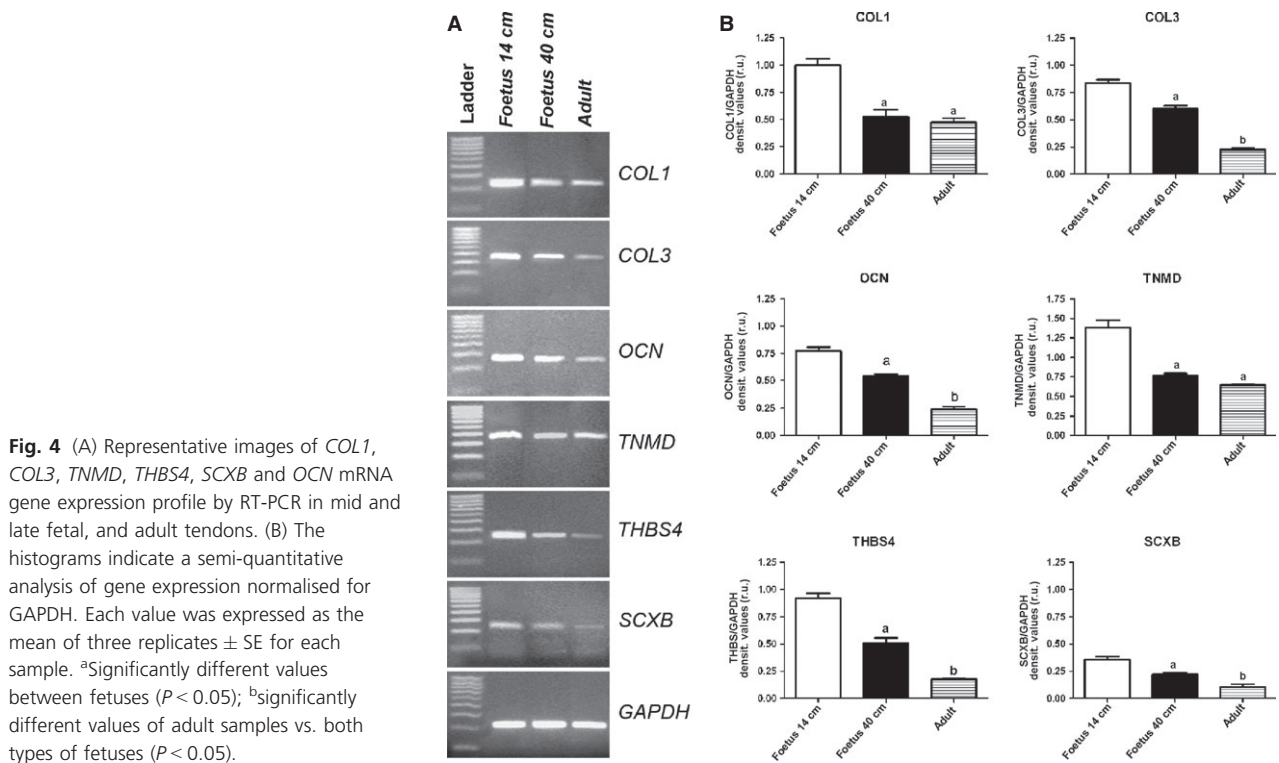 A
Ladder
Foetus 14 cm
Foetus 40 cm
Adult
COL1
COL3
OCN
TNMD
THBS4
SCXB
GAPDH
B
COL1
COL1/GAPDH
densit. values (r.u.)
1.25
1.00
0.75
0.50
0.25
0.00
a
a
Foetus 14 cm
Foetus 40 cm
Adult
COL3
COL3/GAPDH
densit. values (r.u.)
1.25
1.00
0.75
0.50
0.25
0.00
a
b
Foetus 14 cm
Foetus 40 cm
Adult
OCN
OCN/GAPDH
densit. values (r.u.)
1.25
1.00
0.75
0.50
0.25
0.00
a
b
Foetus 14 cm
Foetus 40 cm
Adult
TNMD
TNMD/GAPDH
densit. values (r.u.)
1.75
1.50
1.25
1.00
0.75
0.50
0.25
0.00
a
a
Foetus 14 cm
Foetus 40 cm
Adult
THBS4
THBS/GAPDH
densit. values (r.u.)
1.25
1.00
0.75
0.50
0.25
0.00
a
b
Foetus 14 cm
Foetus 40 cm
Adult
SCXB
SCXB/GAPDH
densit. values (r.u.)
1.25
1.00
0.75
0.50
0.25
0.00
a
b
Foetus 14 cm
Foetus 40 cm
Adult
Fig. 4 (A) Representative images of COL1,
COL3, TNMD, THBS4, SCXB and OCN mRNA
gene expression profile by RT-PCR in mid and
late fetal, and adult tendons. (B) The
histograms indicate a semi-quantitative
analysis of gene expression normalised for
GAPDH. Each value was expressed as the
mean of three replicates ± SE for each
sample. ᵃSignificantly different values
between fetuses (P < 0.05); ᵇsignificantly
different values of adult samples vs. both
types of fetuses (P < 0.05).